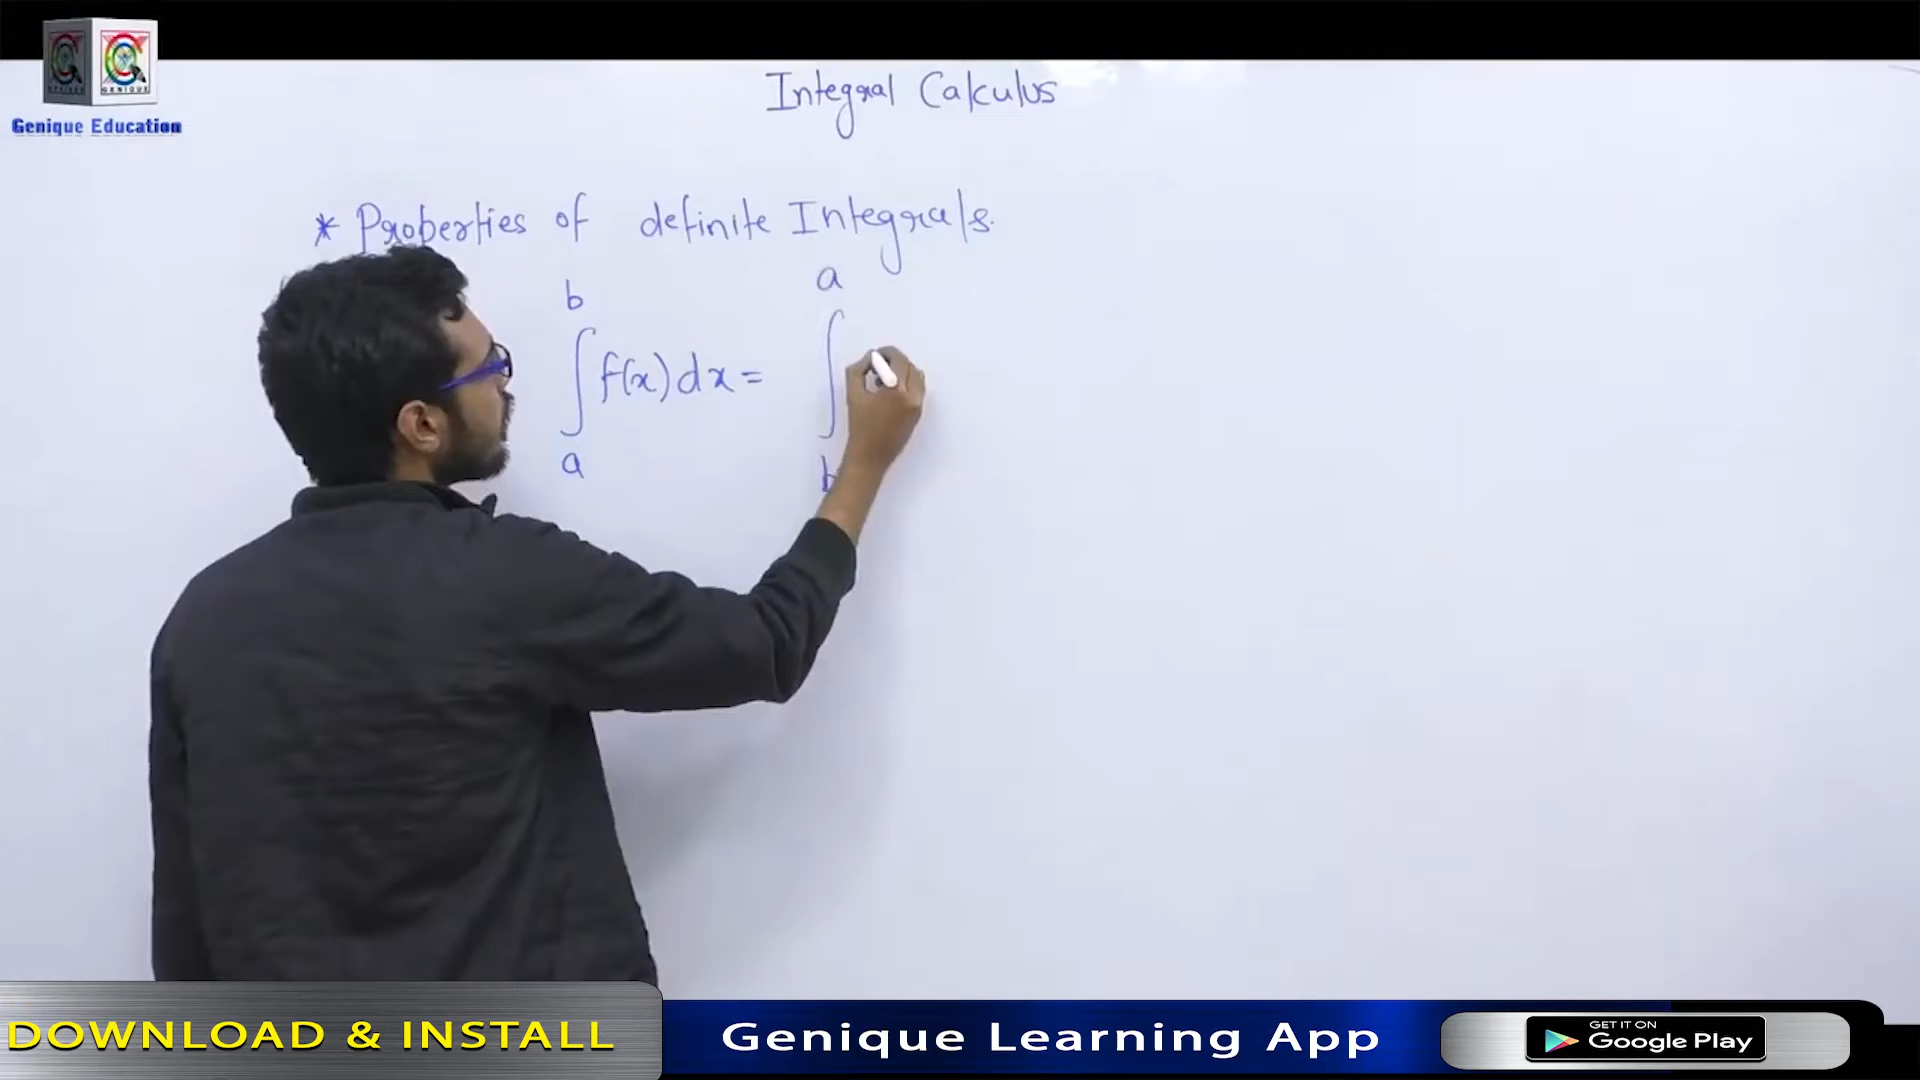 GENIQUE
Genique Education
Integral Calculus
* Properties of definite Integrals.
b a
∫ f(x) dx = ∫
a b
DOWNLOAD & INSTALL
Genique Learning App
GET IT ON
Google Play